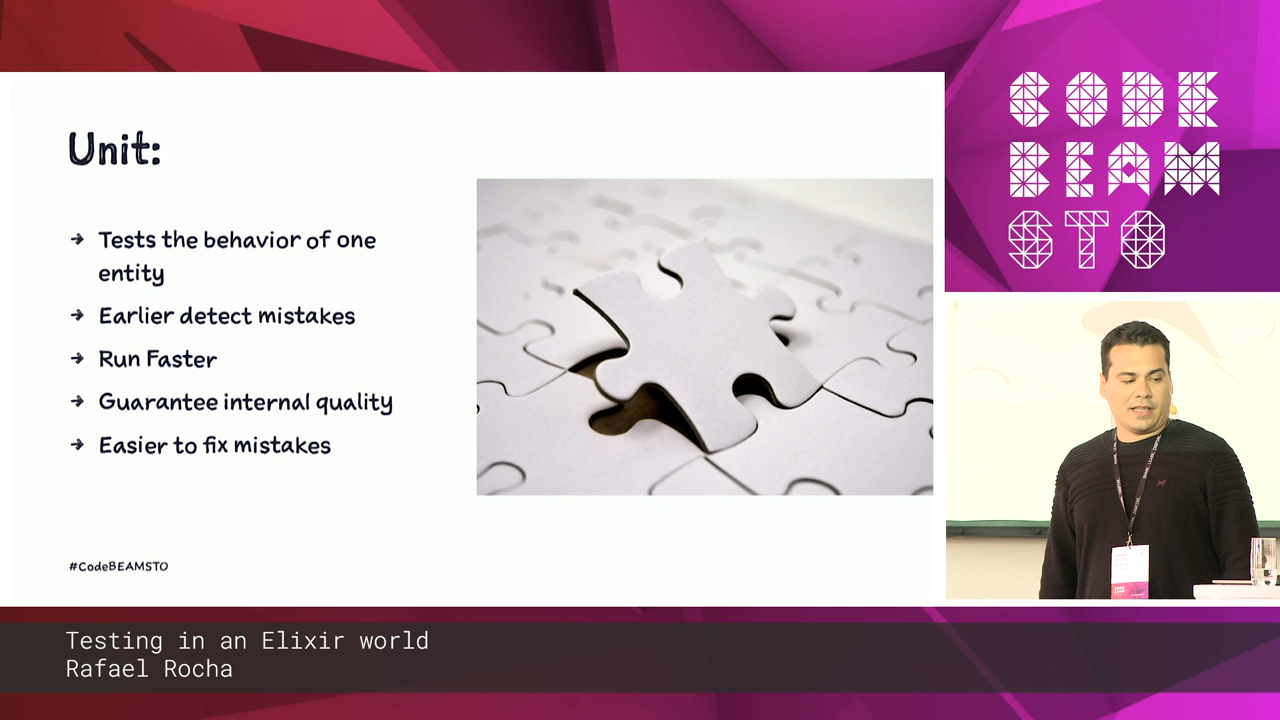 Unit:
→ Tests the behavior of one
entity
→ Earlier detect mistakes
→ Run Faster
→ Guarantee internal quality
→ Easier to fix mistakes
#CodeBEAMSTO
CODE
BEAM
STO
Testing in an Elixir world
Rafael Rocha